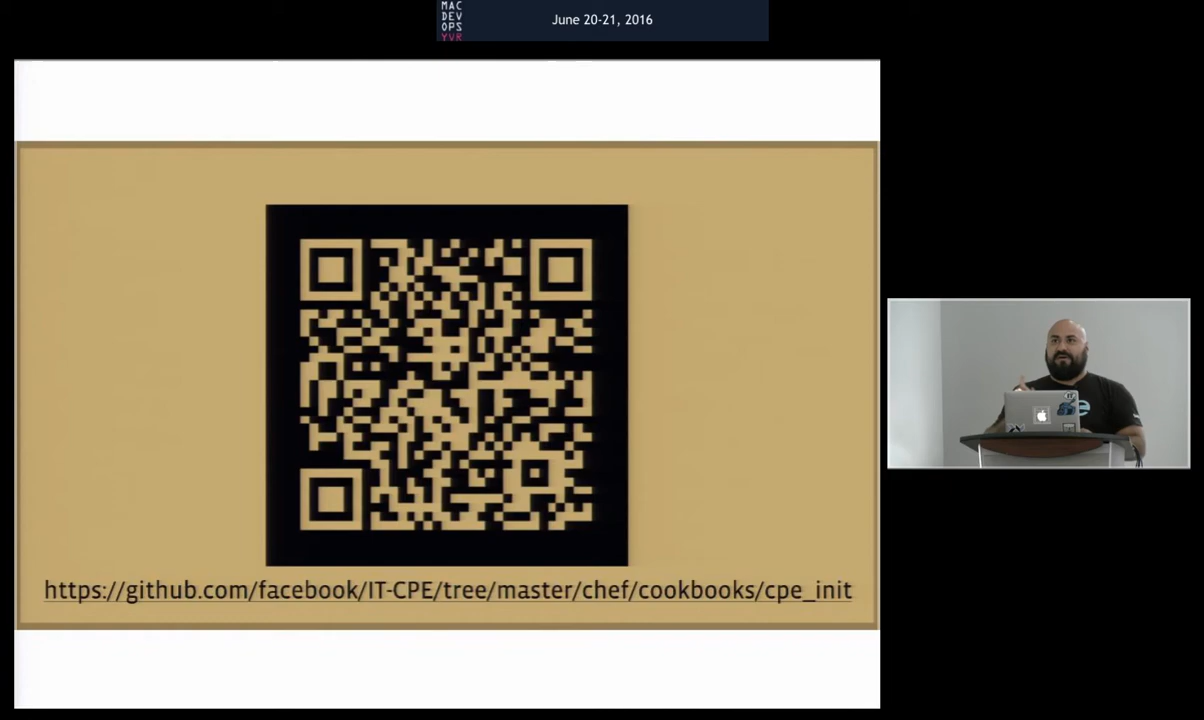 MAC
DEV
OPS
YVR
June 20-21, 2016
https://github.com/facebook/IT-CPE/tree/master/chef/cookbooks/cpe_init